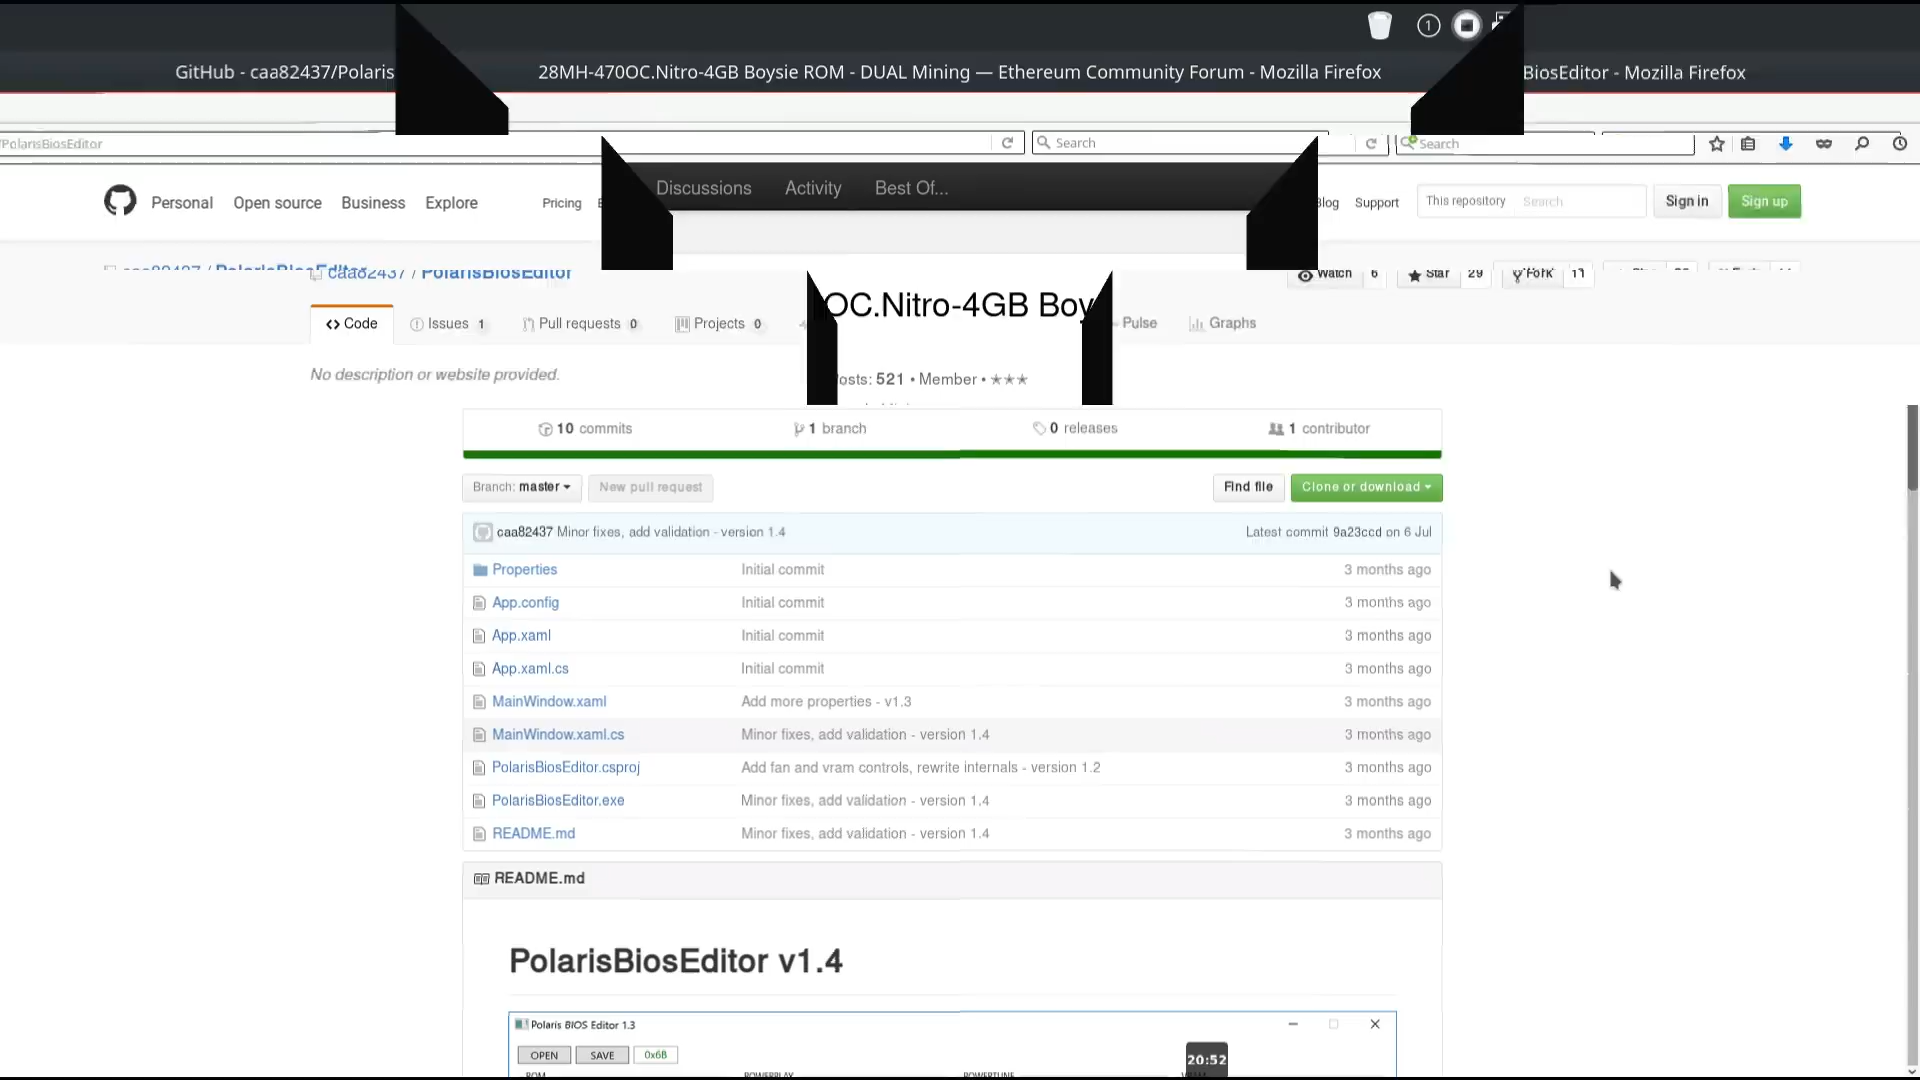 1
GitHub - caa82437/Polaris
28MH-470OC.Nitro-4GB Boysie ROM - DUAL Mining — Ethereum Community Forum - Mozilla Firefox
BiosEditor - Mozilla Firefox
/PolarisBiosEditor
Search
Search
Discussions Activity Best Of...
Personal Open source Business Explore Pricing Blog Support This repository Search Sign in Sign up
caa82437 / PolarisBiosEditor
caa82437 / PolarisBiosEditor
Watch 6 Star 29 Fork 11
OC.Nitro-4GB Boy
Code Issues 1 Pull requests 0 Projects 0 Pulse Graphs
No description or website provided.
osts: 521 • Member • ★★★
10 commits 1 branch 0 releases 1 contributor
Branch: master New pull request Find file Clone or download
caa82437 Minor fixes, add validation - version 1.4 Latest commit 9a23ccd on 6 Jul
Properties Initial commit 3 months ago
App.config Initial commit 3 months ago
App.xaml Initial commit 3 months ago
App.xaml.cs Initial commit 3 months ago
MainWindow.xaml Add more properties - v1.3 3 months ago
MainWindow.xaml.cs Minor fixes, add validation - version 1.4 3 months ago
PolarisBiosEditor.csproj Add fan and vram controls, rewrite internals - version 1.2 3 months ago
PolarisBiosEditor.exe Minor fixes, add validation - version 1.4 3 months ago
README.md Minor fixes, add validation - version 1.4 3 months ago
README.md
PolarisBiosEditor v1.4
Polaris BIOS Editor 1.3
OPEN SAVE 0x6B
20:52
ROM POWERPLAY POWERTUNE